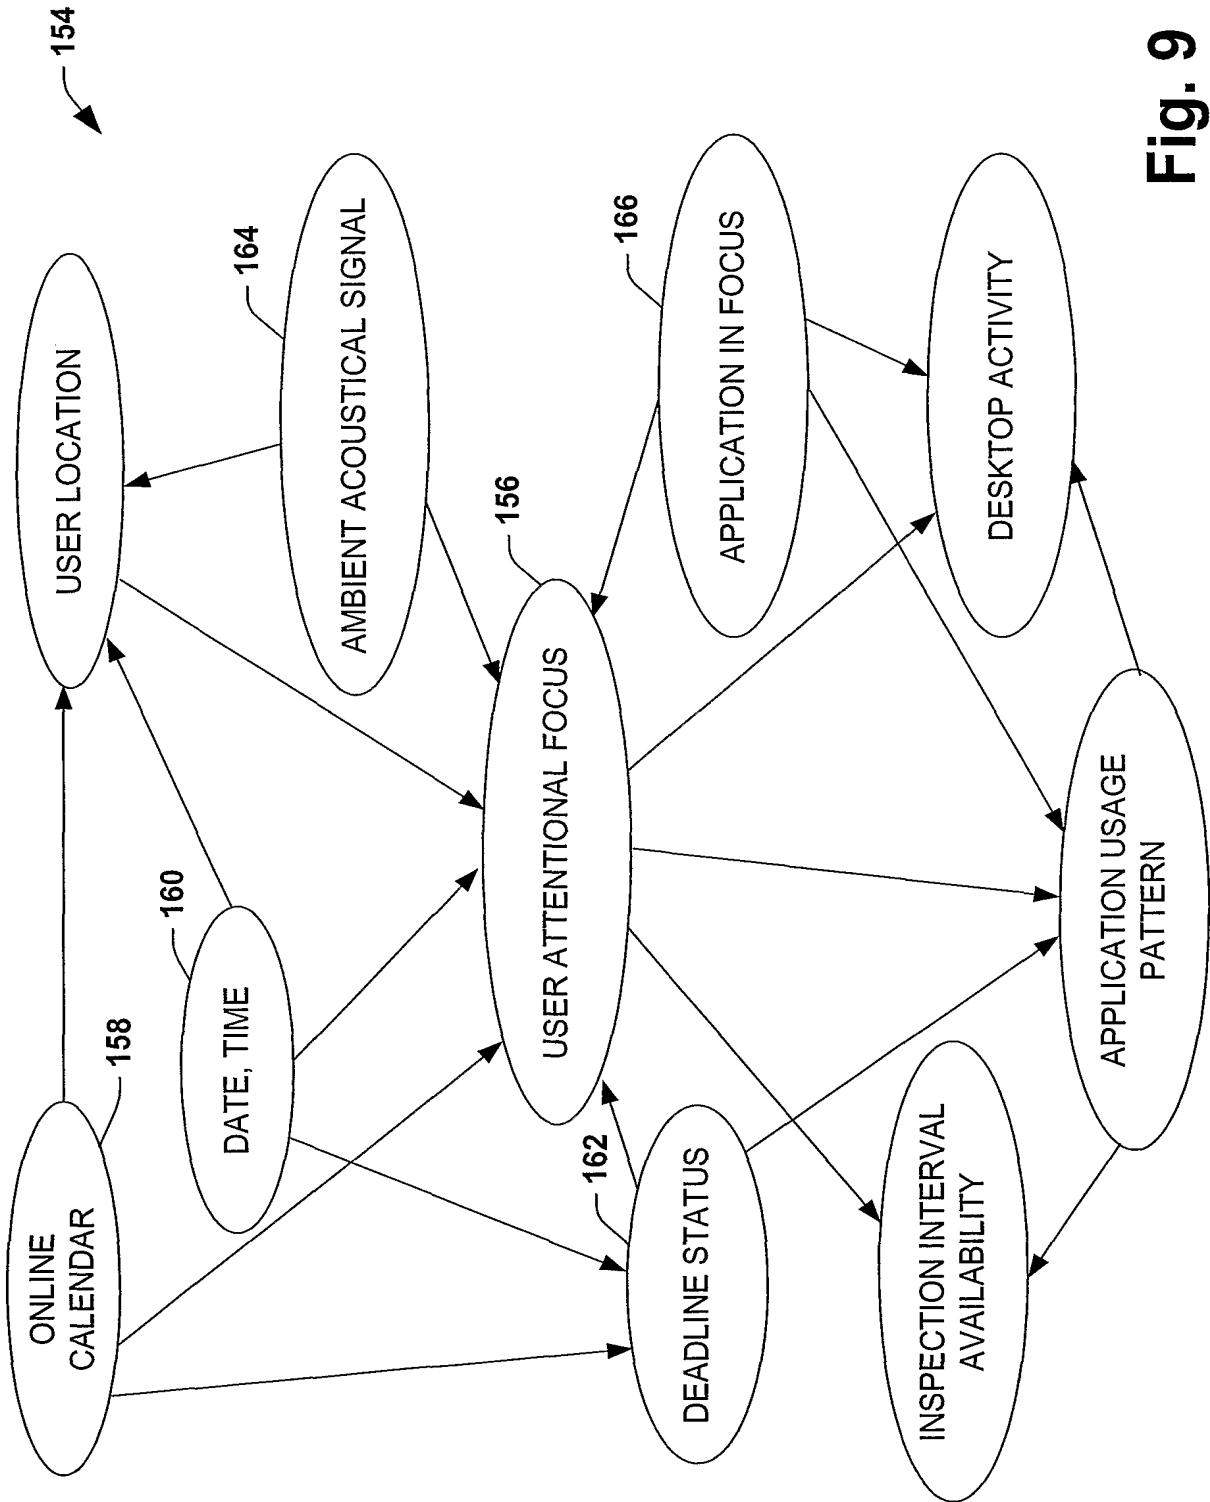 154
ONLINE
CALENDAR
158
USER LOCATION
DATE, TIME
160
AMBIENT ACOUSTICAL SIGNAL
164
USER ATTENTIONAL FOCUS
156
DEADLINE STATUS
162
APPLICATION IN FOCUS
166
INSPECTION INTERVAL
AVAILABILITY
DESKTOP ACTIVITY
APPLICATION USAGE
PATTERN
Fig. 9